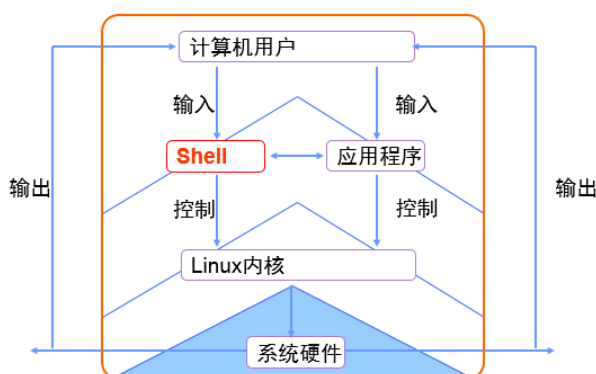 计算机用户
输入
输入
Shell
应用程序
输出
输出
控制
控制
Linux内核
系统硬件